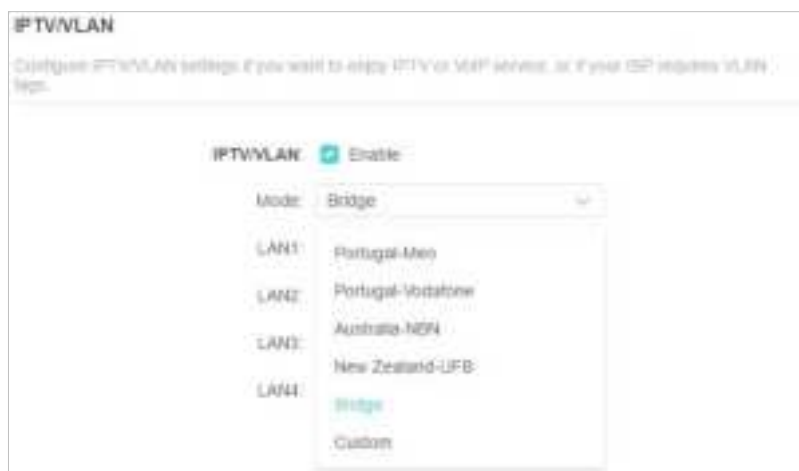 IPTV/VLAN
Configure IPTV/VLAN settings if you want to enjoy IPTV or VoIP service, or if your ISP requires VLAN
tags.
IPTV/VLAN: Enable
Mode: Bridge
LAN1:
Portugal-Meo
LAN2:
Portugal-Vodafone
Australia-NBN
LAN3:
New Zealand-UFB
LAN4:
Bridge
Custom